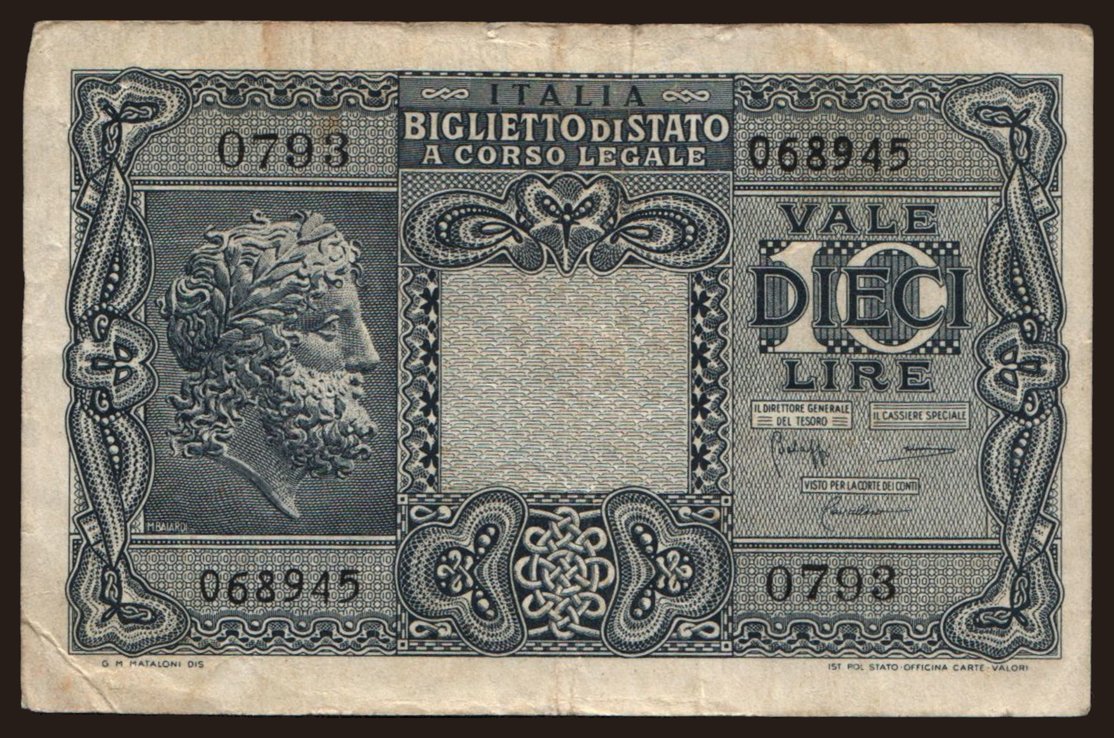 ITALIA
BIGLIETTO DI STATO
A CORSO LEGALE
0793
068945
VALE
10
DIECI
LIRE
IL DIRETTORE GENERALE
DEL TESORO
IL CASSIERE SPECIALE
VISTO PER LA CORTE DEI CONTI
M. BAIARDI
068945
0793
G M MATALONI DIS
IST POL STATO·OFFICINA CARTE-VALORI